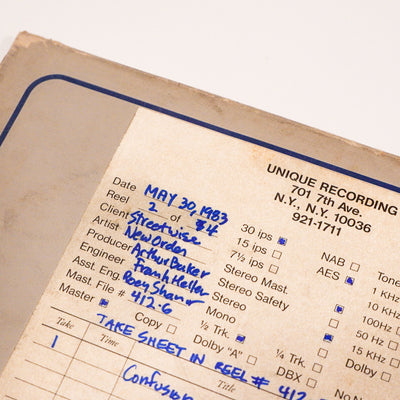 UNIQUE RECORDING
701 7th Ave.
N.Y., N.Y. 10036
921-1711
Date MAY 30, 1983
Reel 2 of 4
Client Streetwise
Artist New Order
Producer Arthur Baker
Engineer Frank Heller
Asst. Eng.
Mast. File # 412-6
Master
Copy
30 ips
15 ips
7½ ips
Stereo Mast.
Stereo Safety
Stereo
Mono
½ Trk.
¼ Trk.
Dolby "A"
DBX
NAB
AES
Tone
1 KHz
10 KHz
100Hz
50 Hz
15 KHz
Dolby
No No
TAKE SHEET IN REEL # 412
Take Time Title
1 Confusion